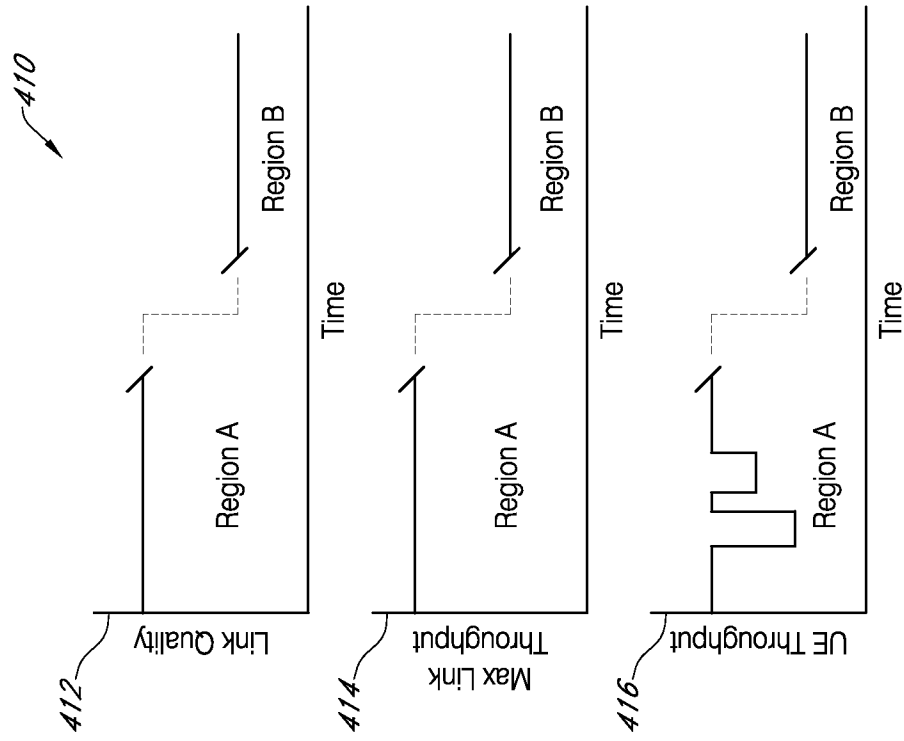 410
412
Link Quality
Region A
Region B
Time
414
Max Link
Throughput
Region A
Region B
Time
416
UE Throughput
Region A
Region B
Time